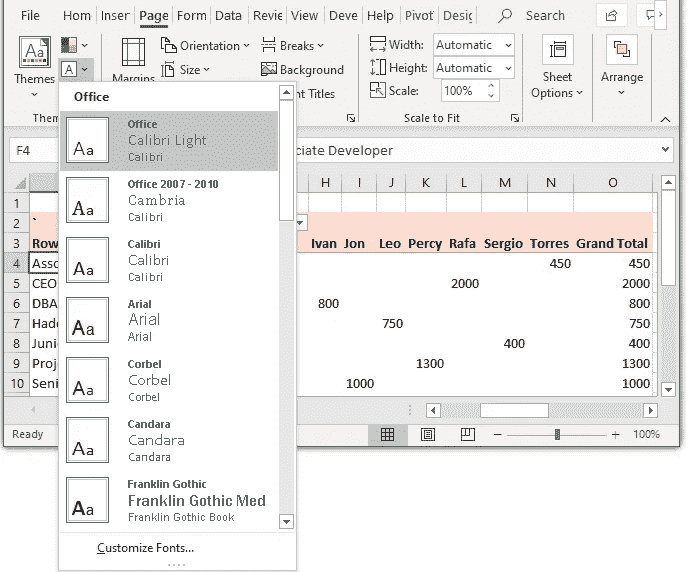 File Hom Inser Page Form Data Revie View Deve Help Pivot Desig Search
Themes
A
Margins
Orientation
Size
Breaks
Background
nt Titles
Width: Automatic
Height: Automatic
Scale: 100%
Sheet
Options
Arrange
Them
Scale to Fit
F4
ciate Developer
H I J K L M N O
1
2 `
3 Row Ivan Jon Leo Percy Rafa Sergio Torres Grand Total
4 Asso 450 450
5 CEO 2000 2000
6 DBA 800 800
7 Hado 750 750
8 Juni 400 400
9 Proj 1300 1300
10 Seni 1000 1000
Ready
100%
Office
Aa
Office
Calibri Light
Calibri
Aa
Office 2007 - 2010
Cambria
Calibri
Aa
Calibri
Calibri
Calibri
Aa
Arial
Arial
Arial
Aa
Corbel
Corbel
Corbel
Aa
Candara
Candara
Candara
Aa
Franklin Gothic
Franklin Gothic Med
Franklin Gothic Book
Customize Fonts...